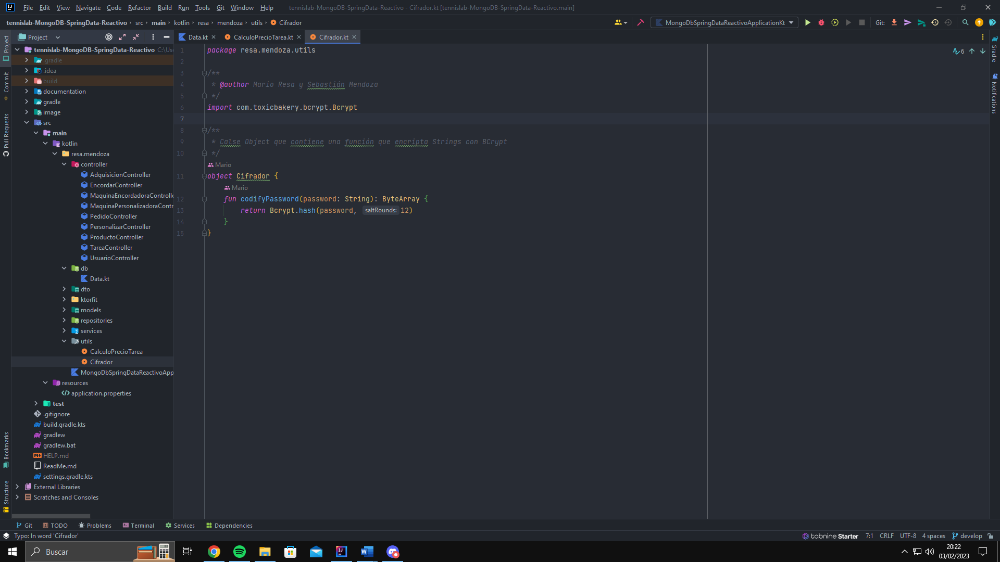 File Edit View Navigate Code Refactor Build Run Tools Git Window Help tennislab-MongoDB-SpringData-Reactivo - Cifrador.kt [tennislab-MongoDB-SpringData-Reactivo.main]
tennislab-MongoDB-SpringData-Reactivo src main kotlin resa mendoza utils Cifrador MongoDbSpringDataReactivoApplicationKt Git:
Project Data.kt CalculoPrecioTarea.kt Cifrador.kt
tennislab-MongoDB-SpringData-Reactivo C:\Us
.gradle
.idea
build
documentation
gradle
image
src
main
kotlin
resa.mendoza
controller
AdquisicionController
EncordarController
MaquinaEncordadoraControlle
MaquinaPersonalizadoraContr
PedidoController
PersonalizarController
ProductoController
TareaController
UsuarioController
db
Data.kt
dto
ktorfit
models
repositories
services
utils
CalculoPrecioTarea
Cifrador
MongoDbSpringDataReactivoApp
resources
application.properties
test
.gitignore
build.gradle.kts
gradlew
gradlew.bat
HELP.md
ReadMe.md
settings.gradle.kts
External Libraries
Scratches and Consoles
1 package resa.mendoza.utils
2
3 /**
4 * @author Mario Resa y Sebastián Mendoza
5 */
6 import com.toxicbakery.bcrypt.Bcrypt
7
8 /**
9 * Calse Object que contiene una función que encripta Strings con BCrypt
10 */
Mario
11 object Cifrador {
Mario
12 fun codifyPassword(password: String): ByteArray {
13 return Bcrypt.hash(password, saltRounds: 12)
14 }
15 }
6
Project
Commit
Pull Requests
Bookmarks
Structure
Gradle
Notifications
Git TODO Problems Terminal Services Dependencies
Typo: In word 'Cifrador' tabnine Starter 7:1 CRLF UTF-8 4 spaces develop
Buscar
20:22
03/02/2023